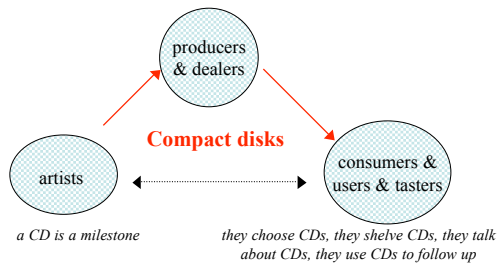 producers
& dealers
Compact disks
artists
consumers &
users & tasters
a CD is a milestone
they choose CDs, they shelve CDs, they talk
about CDs, they use CDs to follow up